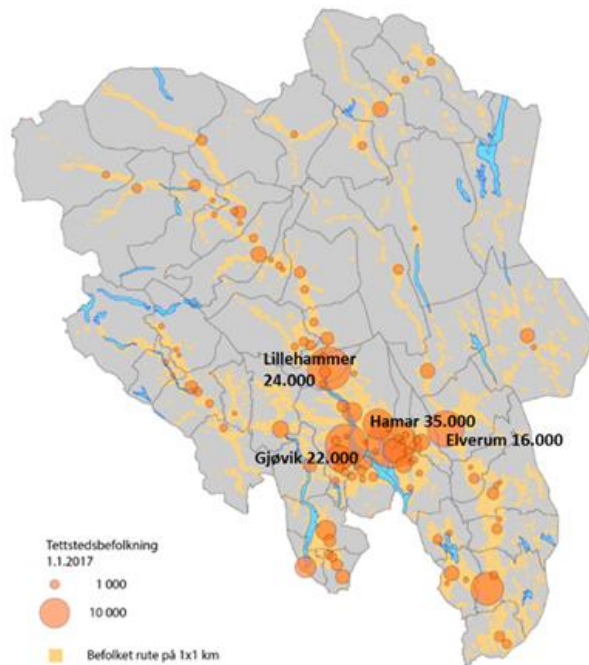 Lillehammer
24.000
Hamar 35.000
Elverum 16.000
Gjøvik 22.000
Tettstedsbefolkning
1.1.2017
1 000
10 000
Befolket rute på 1x1 km